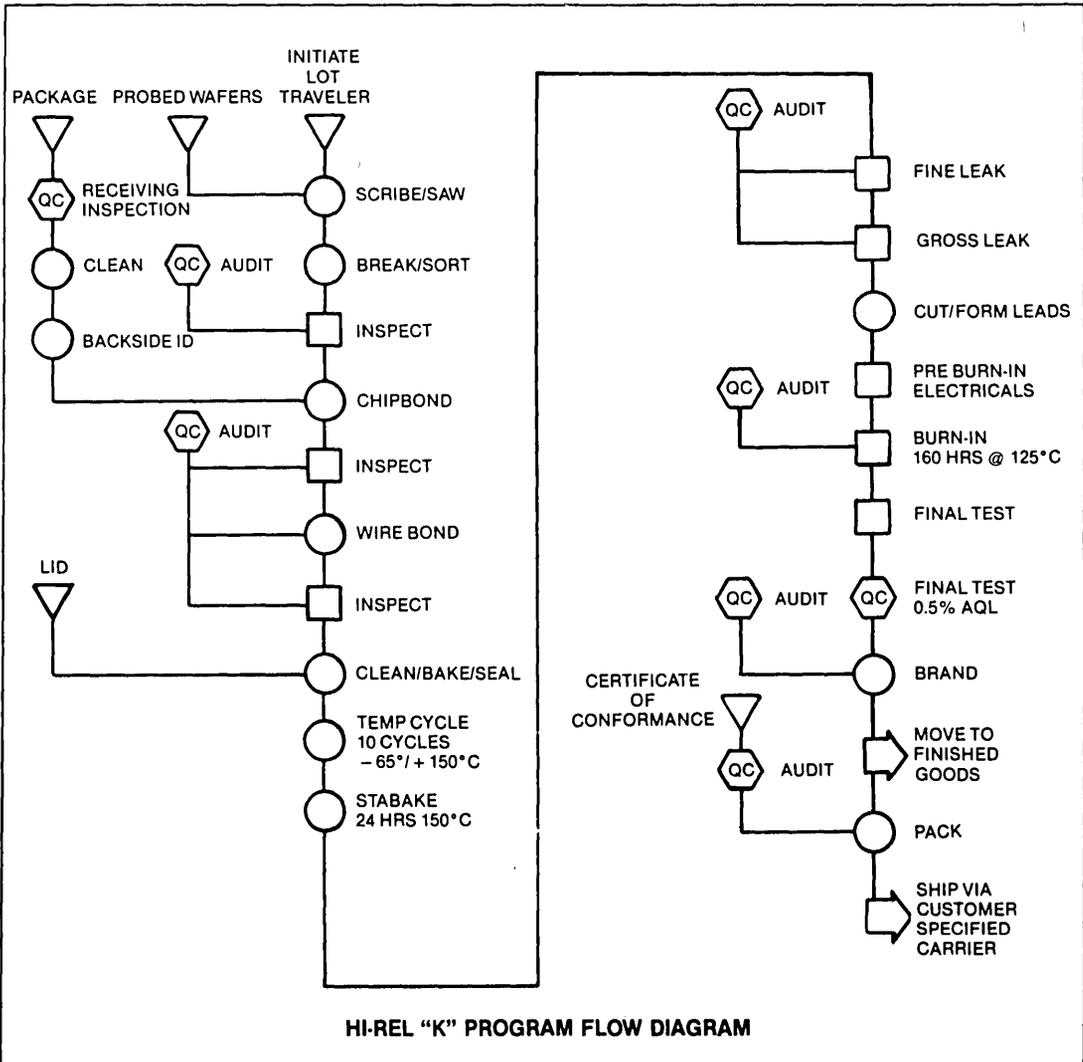 INITIATE
LOT
TRAVELER
PACKAGE
PROBED WAFERS
QC
RECEIVING
INSPECTION
SCRIBE/SAW
CLEAN
QC
AUDIT
BREAK/SORT
BACKSIDE ID
INSPECT
CHIPBOND
QC
AUDIT
INSPECT
WIRE BOND
LID
INSPECT
CLEAN/BAKE/SEAL
TEMP CYCLE
10 CYCLES
– 65°/ + 150°C
STABAKE
24 HRS 150°C
QC
AUDIT
FINE LEAK
GROSS LEAK
CUT/FORM LEADS
QC
AUDIT
PRE BURN-IN
ELECTRICALS
BURN-IN
160 HRS @ 125°C
FINAL TEST
QC
AUDIT
QC
FINAL TEST
0.5% AQL
BRAND
CERTIFICATE
OF
CONFORMANCE
QC
AUDIT
MOVE TO
FINISHED
GOODS
PACK
SHIP VIA
CUSTOMER
SPECIFIED
CARRIER
HI-REL "K" PROGRAM FLOW DIAGRAM